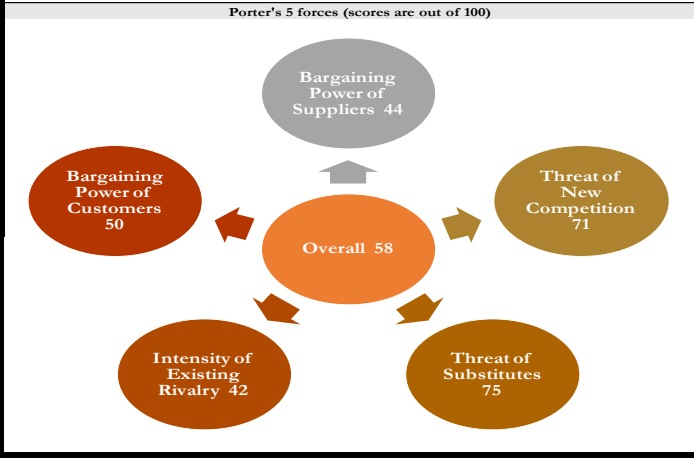 Porter's 5 forces (scores are out of 100)
Bargaining
Power of
Suppliers 44
Bargaining
Power of
Customers
50
Threat of
New
Competition
71
Overall 58
Intensity of
Existing
Rivalry 42
Threat of
Substitutes
75